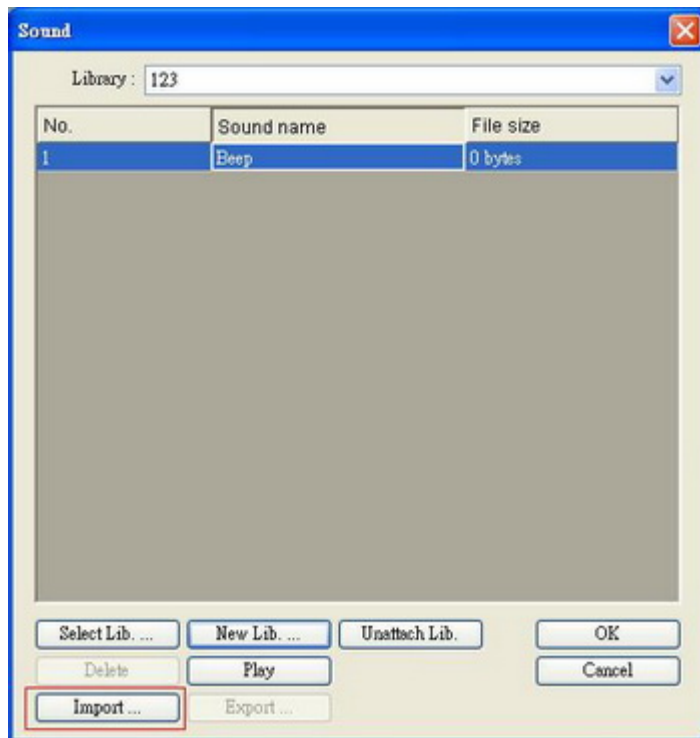 Sound
Library : 123
No. Sound name File size
1 Beep 0 bytes
Select Lib. ... New Lib. ... Unattach Lib. OK
Delete Play Cancel
Import ... Export ...